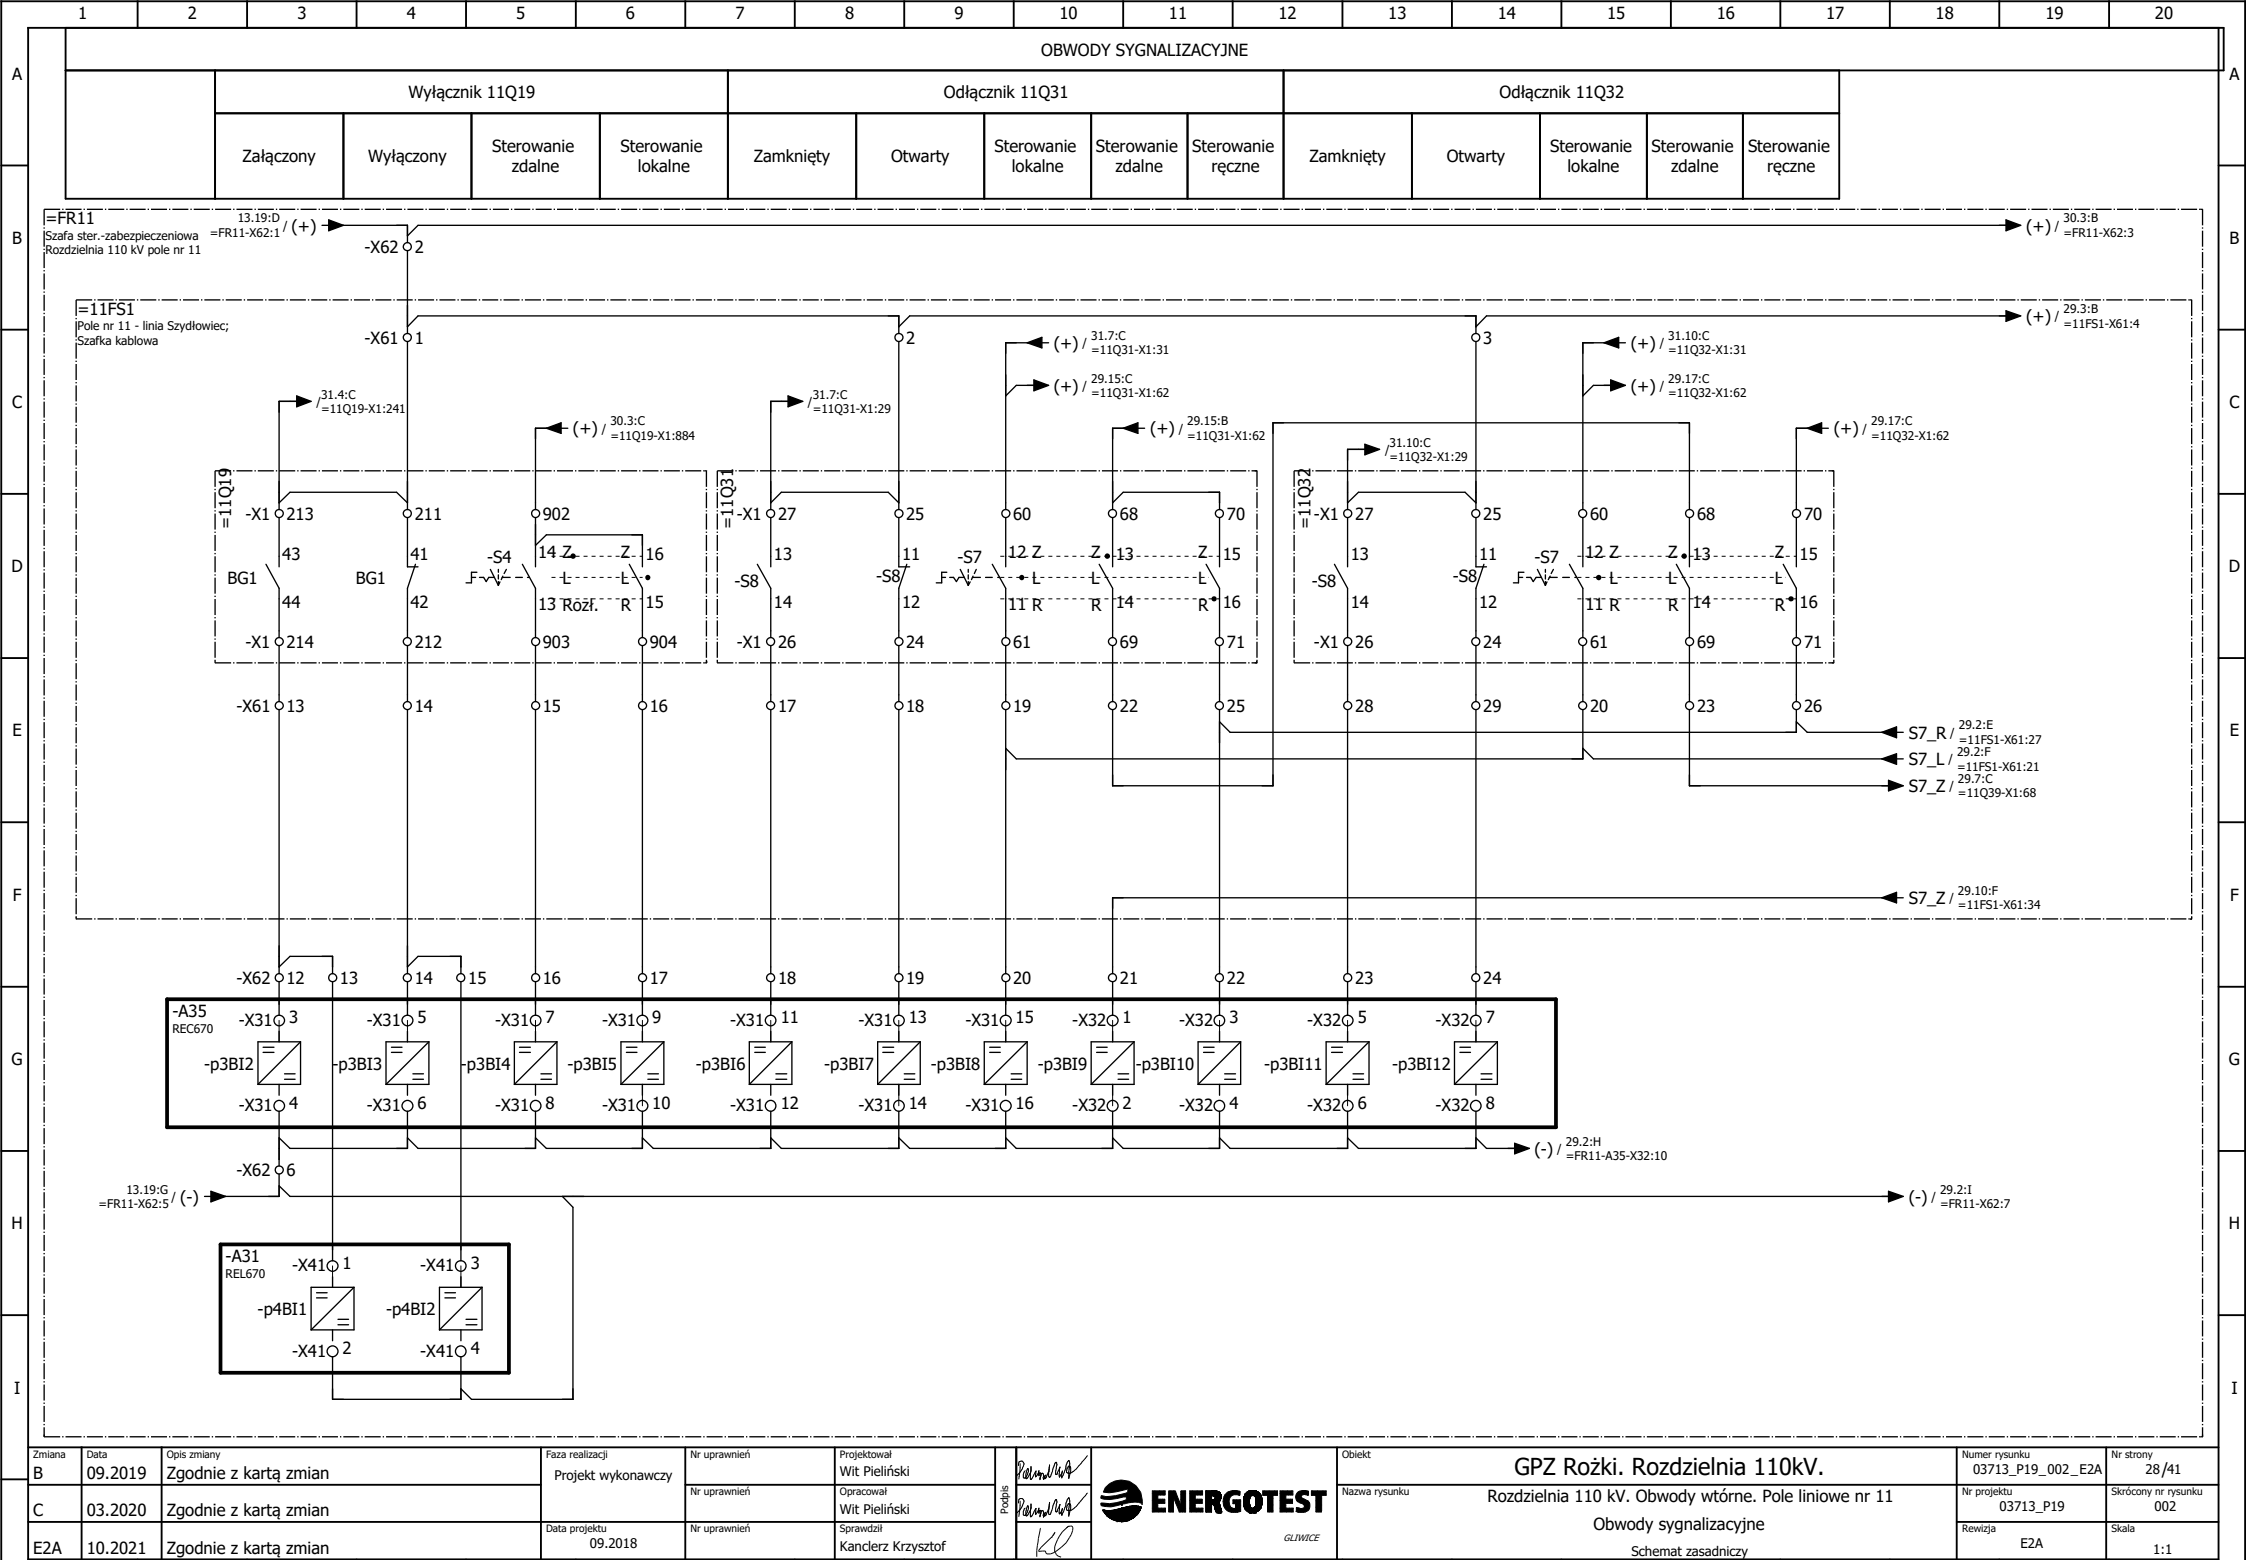 1 2 3 4 5 6 7 8 9 10 11 12 13 14 15 16 17 18 19 20
OBWODY SYGNALIZACYJNE
A A
Wyłącznik 11Q19 Odłącznik 11Q31 Odłącznik 11Q32
Załączony Wyłączony Sterowanie zdalne Sterowanie lokalne Zamknięty Otwarty Sterowanie lokalne Sterowanie zdalne Sterowanie ręczne Zamknięty Otwarty Sterowanie lokalne Sterowanie zdalne Sterowanie ręczne
=FR11
Szafa ster.-zabezpieczeniowa
Rozdzielnia 110 kV pole nr 11
13.19:D
=FR11-X62:1 / (+)
(+) / 30.3:B
=FR11-X62:3
B B
-X62 2
=11FS1
Pole nr 11 - linia Szydłowiec;
Szafka kablowa
(+) / 29.3:B
=11FS1-X61:4
-X61 1 2 3
(+) / 31.7:C
=11Q31-X1:31
(+) / 31.10:C
=11Q32-X1:31
(+) / 29.15:C
=11Q31-X1:62
(+) / 29.17:C
=11Q32-X1:62
C C
/ 31.4:C
=11Q19-X1:241
/ 31.7:C
=11Q31-X1:29
(+) / 30.3:C
=11Q19-X1:884
(+) / 29.15:B
=11Q31-X1:62
(+) / 29.17:C
=11Q32-X1:62
/ 31.10:C
=11Q32-X1:29
=11Q19 =11Q31 =11Q32
-X1 213 211 902 -X1 27 25 60 68 70 -X1 27 25 60 68 70
43 41 -S4 14 Z Z 16 13 11 -S7 12 Z Z 13 Z 15 13 11 -S7 12 Z Z 13 Z 15
D D
BG1 BG1 L L -S8 -S8 L L L -S8 -S8 L L L
44 42 13 Rozł. R 15 14 12 11 R R 14 R 16 14 12 11 R R 14 R 16
-X1 214 212 903 904 -X1 26 24 61 69 71 -X1 26 24 61 69 71
-X61 13 14 15 16 17 18 19 22 25 28 29 20 23 26
E E
S7_R / 29.2:E
=11FS1-X61:27
S7_L / 29.2:F
=11FS1-X61:21
S7_Z / 29.7:C
=11Q39-X1:68
F F
S7_Z / 29.10:F
=11FS1-X61:34
-X62 12 13 14 15 16 17 18 19 20 21 22 23 24
-A35
REC670
-X31 3 -X31 5 -X31 7 -X31 9 -X31 11 -X31 13 -X31 15 -X32 1 -X32 3 -X32 5 -X32 7
G G
-p3BI2 -p3BI3 -p3BI4 -p3BI5 -p3BI6 -p3BI7 -p3BI8 -p3BI9 -p3BI10 -p3BI11 -p3BI12
-X31 4 -X31 6 -X31 8 -X31 10 -X31 12 -X31 14 -X31 16 -X32 2 -X32 4 -X32 6 -X32 8
(-) / 29.2:H
=FR11-A35-X32:10
-X62 6
13.19:G
=FR11-X62:5 / (-)
(-) / 29.2:I
=FR11-X62:7
H H
-A31
REL670
-X41 1 -X41 3
-p4BI1 -p4BI2
-X41 2 -X41 4
I I
Zmiana Data Opis zmiany
B 09.2019 Zgodnie z kartą zmian
C 03.2020 Zgodnie z kartą zmian
E2A 10.2021 Zgodnie z kartą zmian
Faza realizacji
Projekt wykonawczy
Data projektu
09.2018
Nr uprawnień
Nr uprawnień
Nr uprawnień
Projektował
Wit Pieliński
Opracował
Wit Pieliński
Sprawdził
Kanclerz Krzysztof
Podpis
ENERGOTEST
GLIWICE
Obiekt
GPZ Rożki. Rozdzielnia 110kV.
Nazwa rysunku
Rozdzielnia 110 kV. Obwody wtórne. Pole liniowe nr 11
Obwody sygnalizacyjne
Schemat zasadniczy
Numer rysunku
03713_P19_002_E2A
Nr strony
28/41
Nr projektu
03713_P19
Skrócony nr rysunku
002
Rewizja
E2A
Skala
1:1